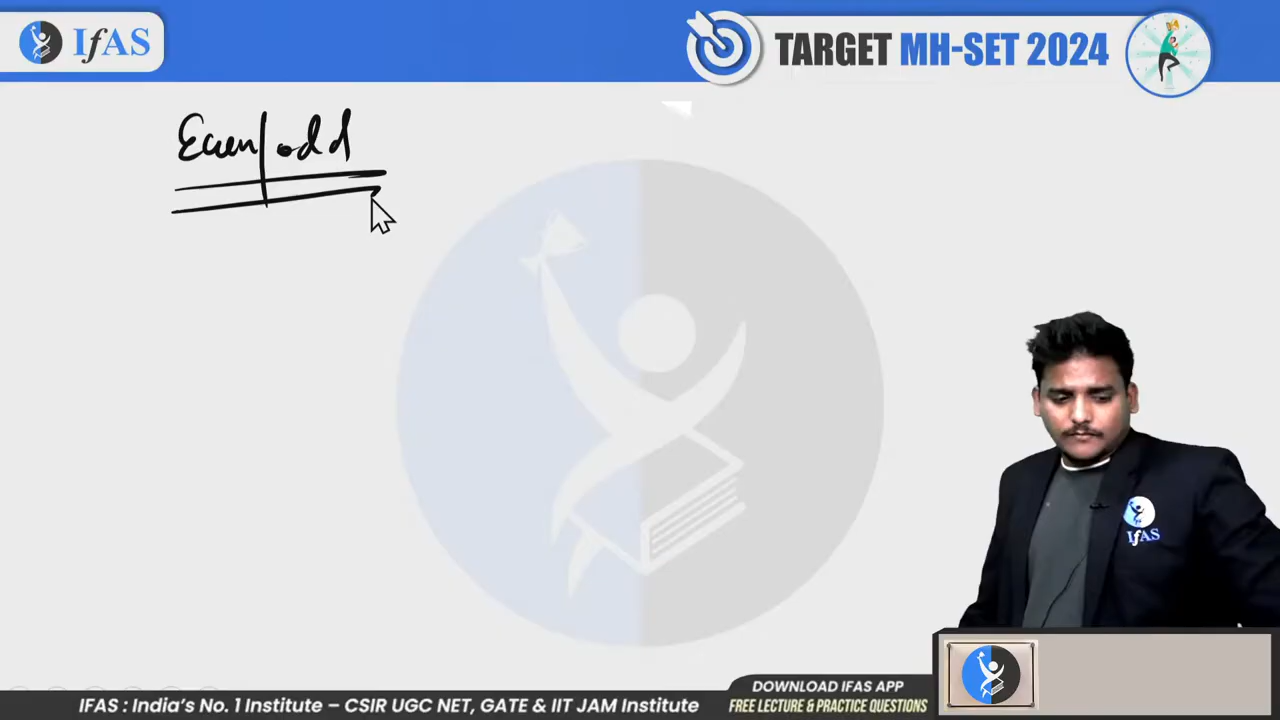 IfAS
TARGET MH-SET 2024
Even/odd
IfAS
IFAS : India's No. 1 Institute – CSIR UGC NET, GATE & IIT JAM Institute
DOWNLOAD IFAS APP
FREE LECTURE & PRACTICE QUESTIONS